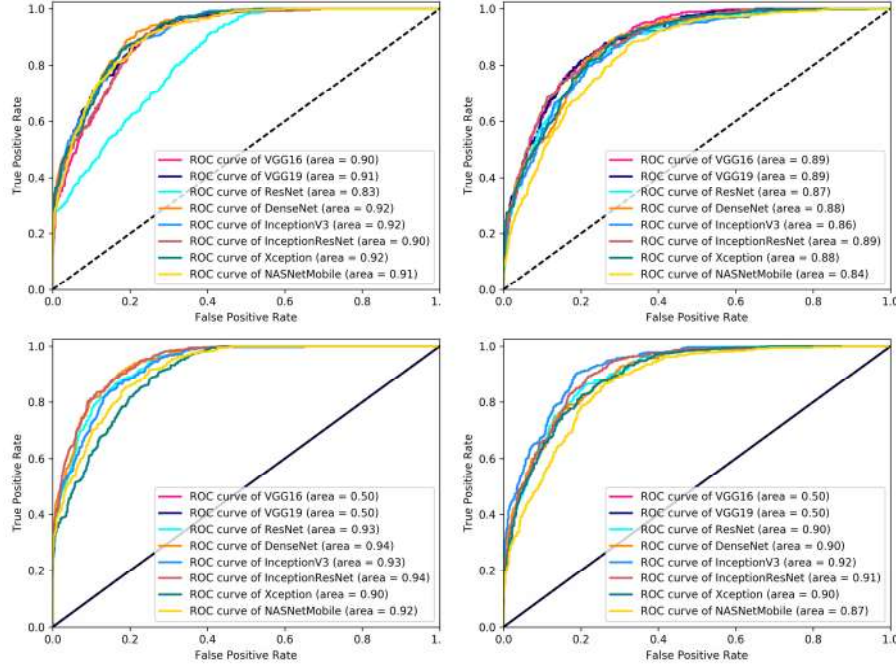 1.0
0.8
0.6
0.4
0.2
0.0
True Positive Rate
ROC curve of VGG16 (area = 0.90)
ROC curve of VGG19 (area = 0.91)
ROC curve of ResNet (area = 0.83)
ROC curve of DenseNet (area = 0.92)
ROC curve of InceptionV3 (area = 0.92)
ROC curve of InceptionResNet (area = 0.90)
ROC curve of Xception (area = 0.92)
ROC curve of NASNetMobile (area = 0.91)
0.0 0.2 0.4 0.6 0.8 1.
False Positive Rate
1.0
0.8
0.6
0.4
0.2
0.0
True Positive Rate
ROC curve of VGG16 (area = 0.89)
ROC curve of VGG19 (area = 0.89)
ROC curve of ResNet (area = 0.87)
ROC curve of DenseNet (area = 0.88)
ROC curve of InceptionV3 (area = 0.86)
ROC curve of InceptionResNet (area = 0.89)
ROC curve of Xception (area = 0.88)
ROC curve of NASNetMobile (area = 0.84)
0.0 0.2 0.4 0.6 0.8 1.
False Positive Rate
1.0
0.8
0.6
0.4
0.2
0.0
True Positive Rate
ROC curve of VGG16 (area = 0.50)
ROC curve of VGG19 (area = 0.50)
ROC curve of ResNet (area = 0.93)
ROC curve of DenseNet (area = 0.94)
ROC curve of InceptionV3 (area = 0.93)
ROC curve of InceptionResNet (area = 0.94)
ROC curve of Xception (area = 0.90)
ROC curve of NASNetMobile (area = 0.92)
0.0 0.2 0.4 0.6 0.8 1.
False Positive Rate
1.0
0.8
0.6
0.4
0.2
0.0
True Positive Rate
ROC curve of VGG16 (area = 0.50)
ROC curve of VGG19 (area = 0.50)
ROC curve of ResNet (area = 0.90)
ROC curve of DenseNet (area = 0.90)
ROC curve of InceptionV3 (area = 0.92)
ROC curve of InceptionResNet (area = 0.91)
ROC curve of Xception (area = 0.90)
ROC curve of NASNetMobile (area = 0.87)
0.0 0.2 0.4 0.6 0.8 1.
False Positive Rate